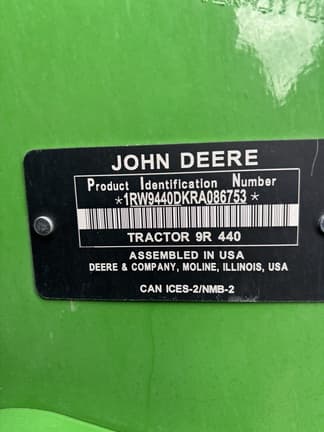 JOHN DEERE
Product Identification Number
*1RW9440DKRA086753*
TRACTOR 9R 440
ASSEMBLED IN USA
DEERE & COMPANY, MOLINE, ILLINOIS, USA
CAN ICES-2/NMB-2